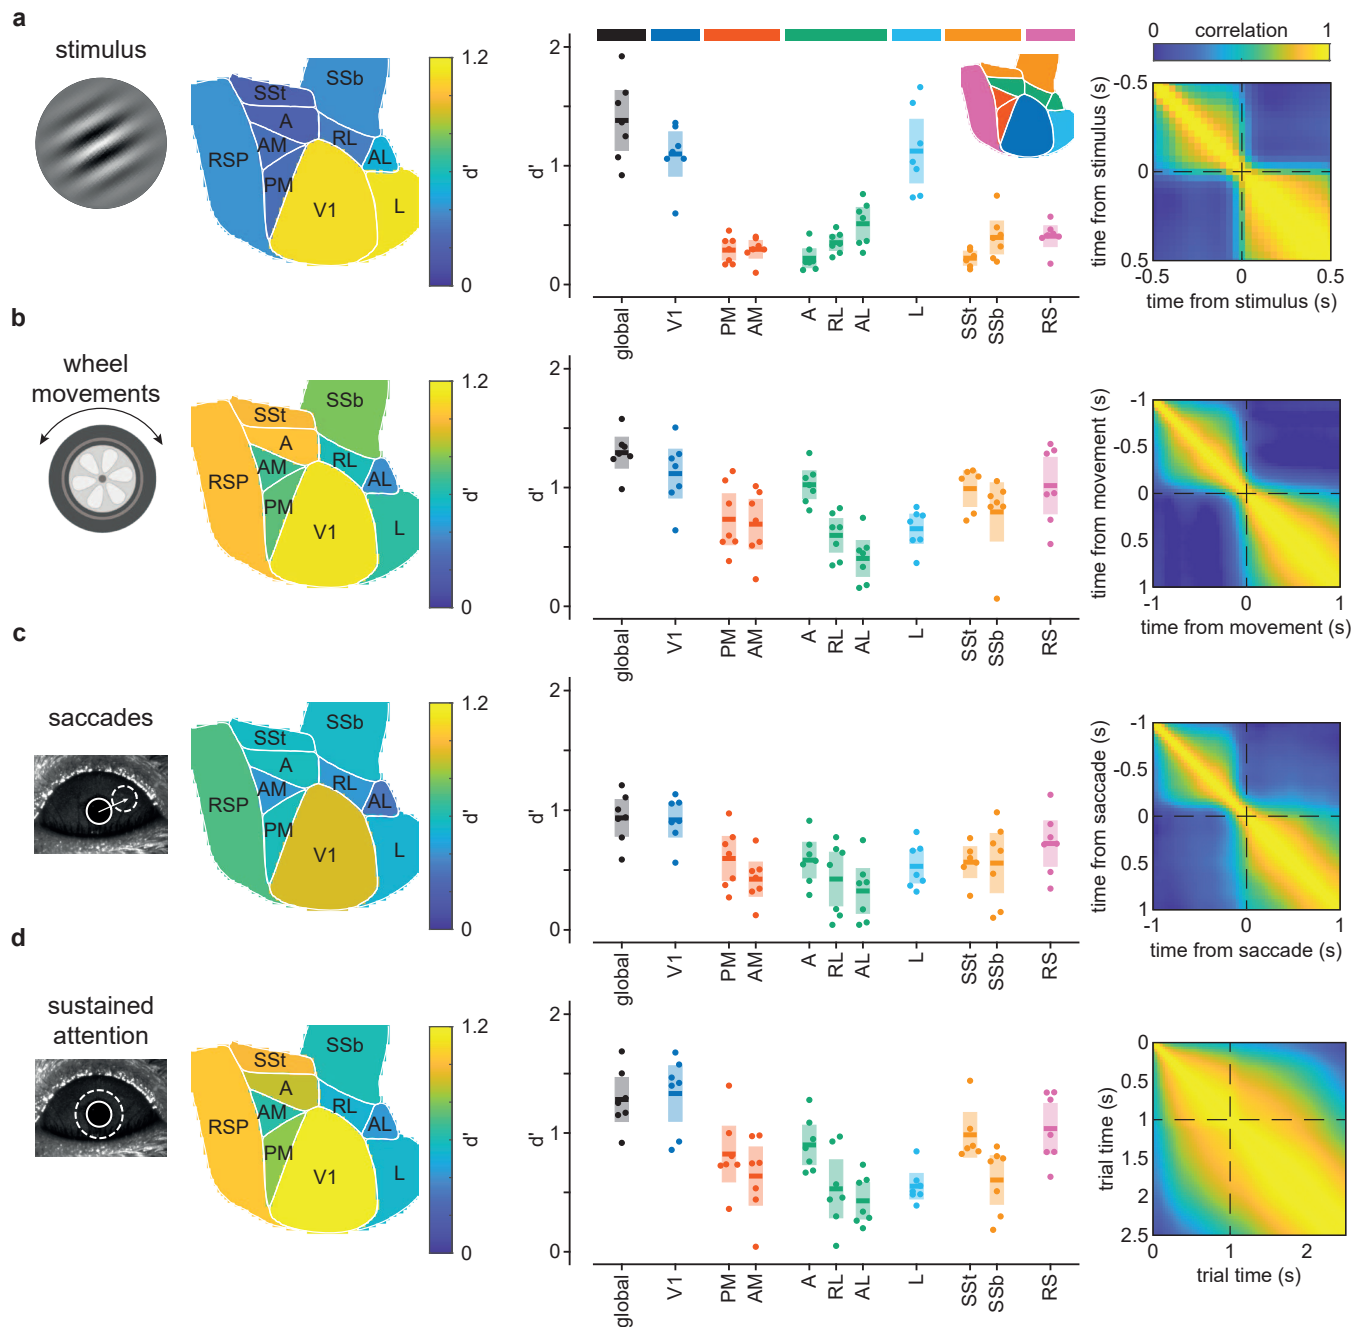 a
stimulus
SSb
SSt
A
AM
RL
AL
RSP
PM
V1
L
1.2
d'
0
2
1
0
d'
global
V1
PM
AM
A
RL
AL
L
SSt
SSb
RS
0 correlation 1
-0.5
0
0.5
time from stimulus (s)
-0.5 0 0.5
time from stimulus (s)
b
wheel
movements
SSb
SSt
A
AM
RL
AL
RSP
PM
V1
L
1.2
d'
0
2
1
0
d'
global
V1
PM
AM
A
RL
AL
L
SSt
SSb
RS
-1
-0.5
0
0.5
1
time from movement (s)
-1 0 1
time from movement (s)
c
saccades
SSb
SSt
A
AM
RL
AL
RSP
PM
V1
L
1.2
d'
0
2
1
0
d'
global
V1
PM
AM
A
RL
AL
L
SSt
SSb
RS
-1
-0.5
0
0.5
1
time from saccade (s)
-1 0 1
time from saccade (s)
d
sustained
attention
SSb
SSt
A
AM
RL
AL
RSP
PM
V1
L
1.2
d'
0
2
1
0
d'
global
V1
PM
AM
A
RL
AL
L
SSt
SSb
RS
0
0.5
1
1.5
2
2.5
trial time (s)
0 1 2
trial time (s)